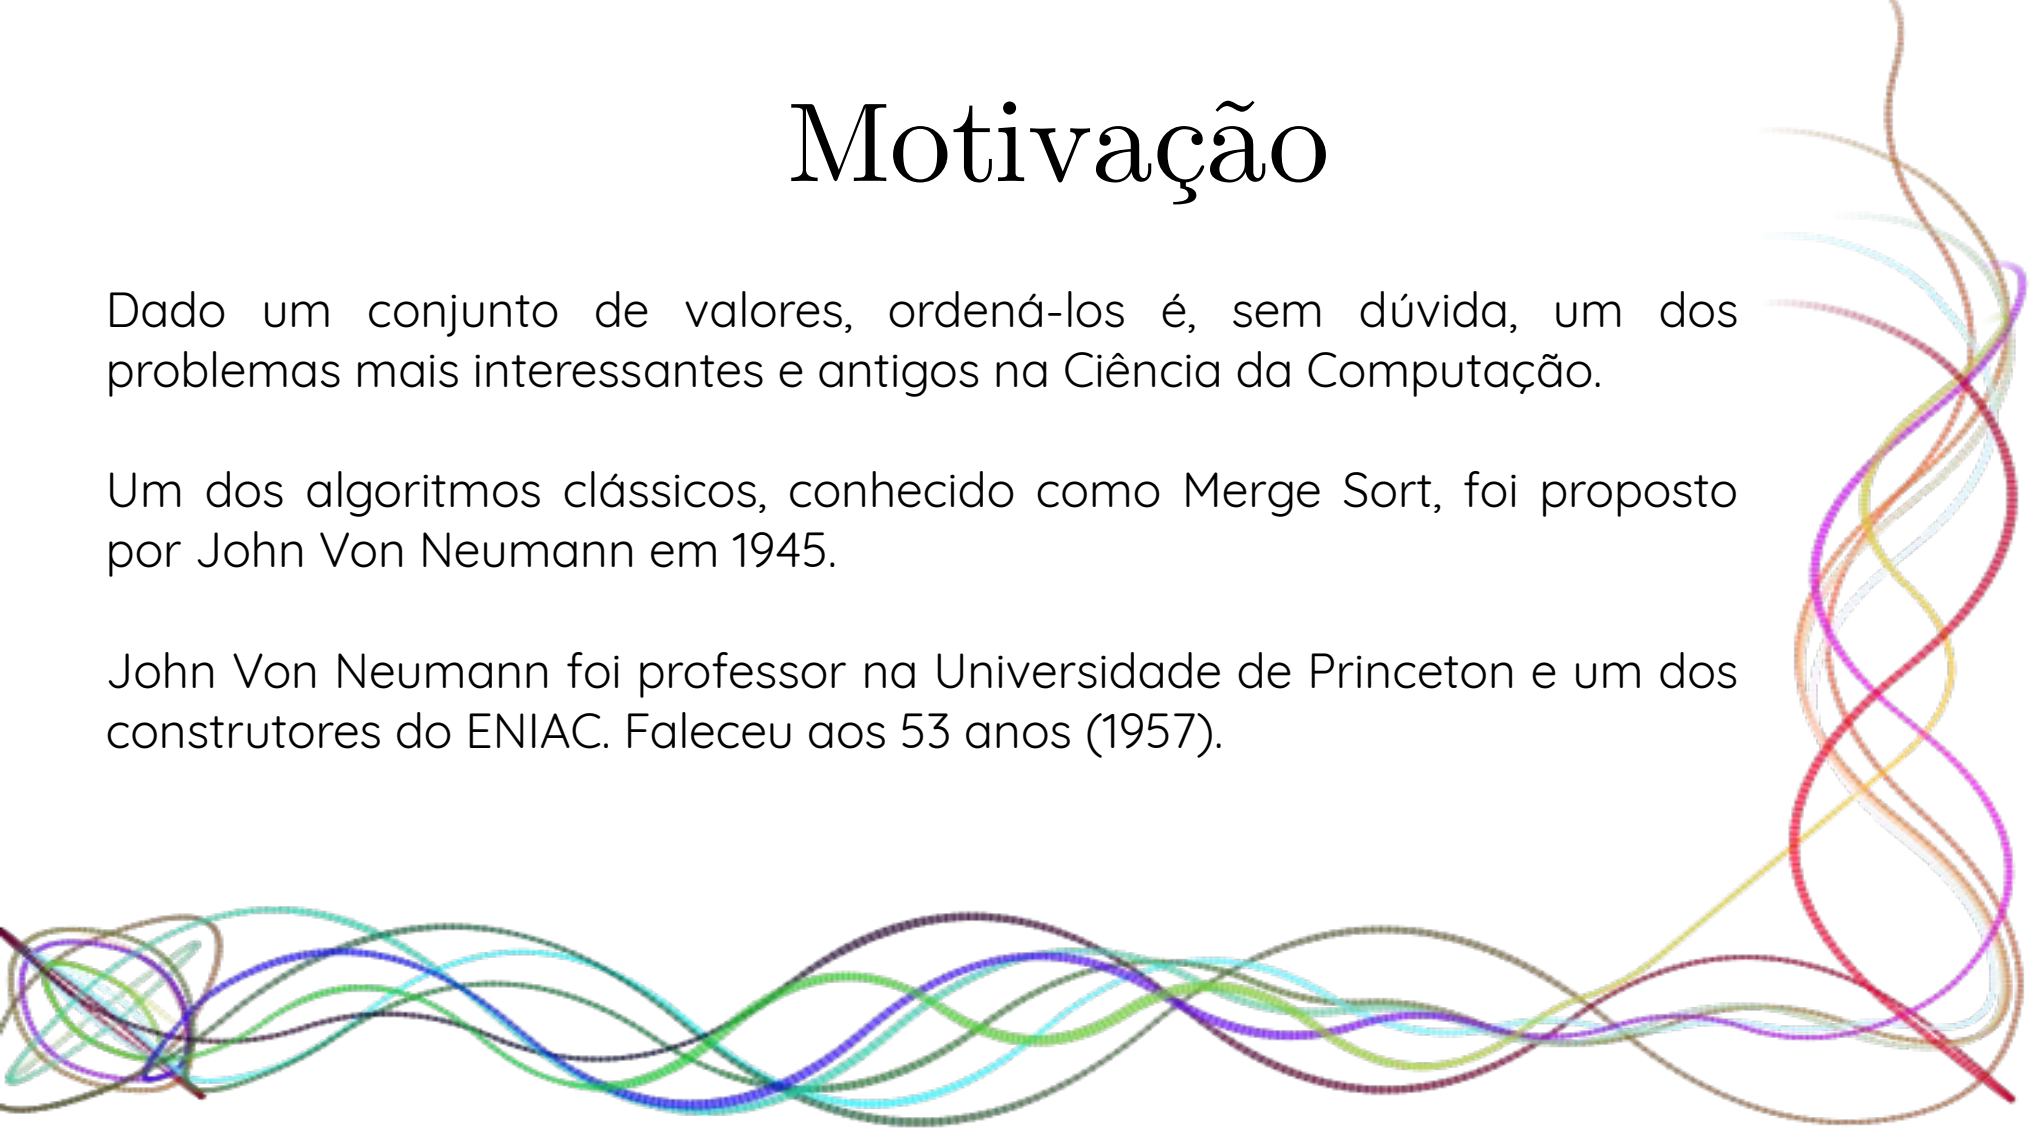 Motivação
Dado um conjunto de valores, ordená-los é, sem dúvida, um dos
problemas mais interessantes e antigos na Ciência da Computação.
Um dos algoritmos clássicos, conhecido como Merge Sort, foi proposto
por John Von Neumann em 1945.
John Von Neumann foi professor na Universidade de Princeton e um dos
construtores do ENIAC. Faleceu aos 53 anos (1957).